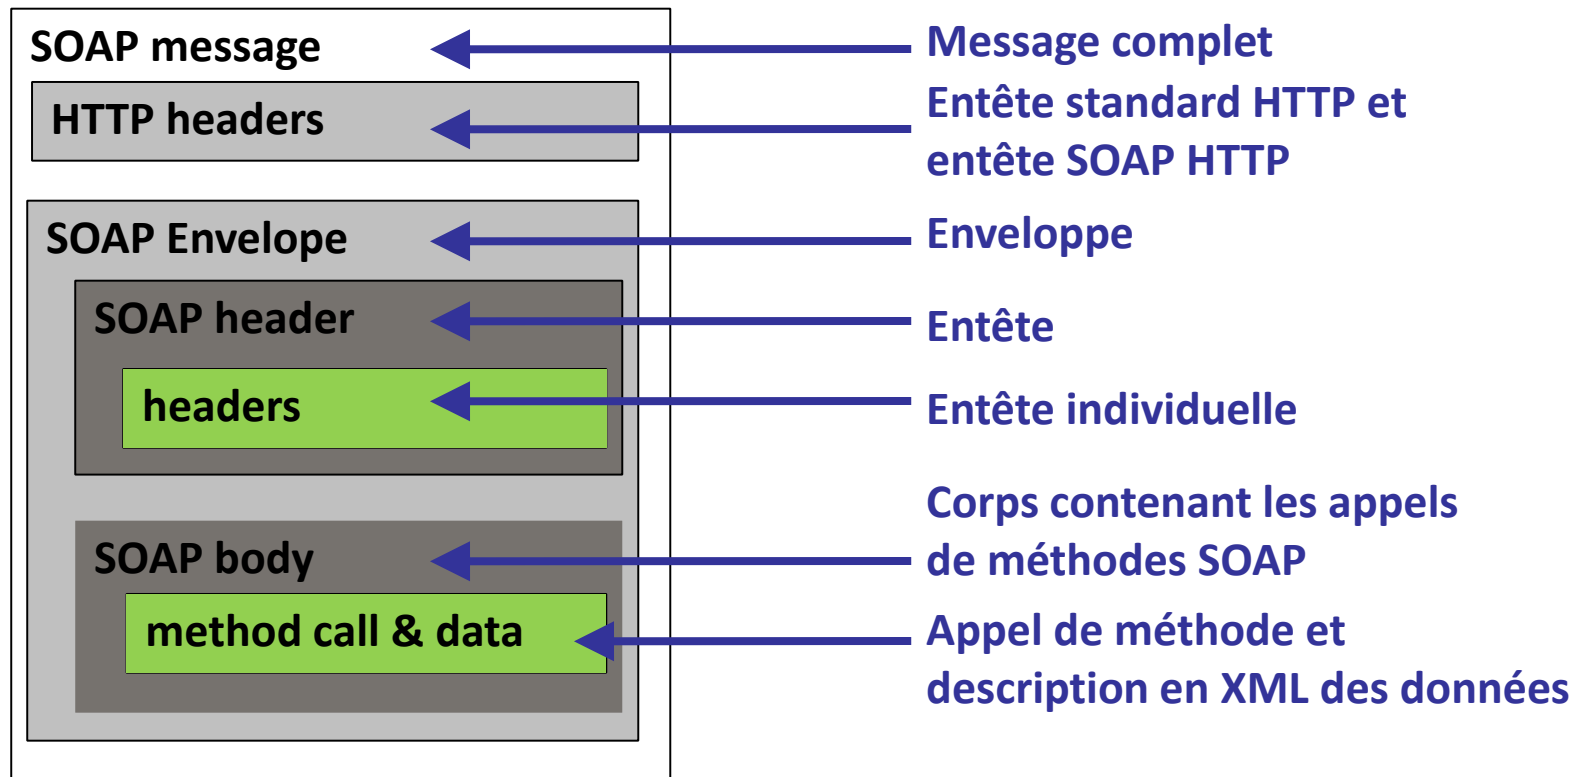 SOAP message
Message complet
HTTP headers
Entête standard HTTP et
entête SOAP HTTP
SOAP Envelope
Enveloppe
SOAP header
Entête
headers
Entête individuelle
SOAP body
Corps contenant les appels
de méthodes SOAP
method call & data
Appel de méthode et
description en XML des données